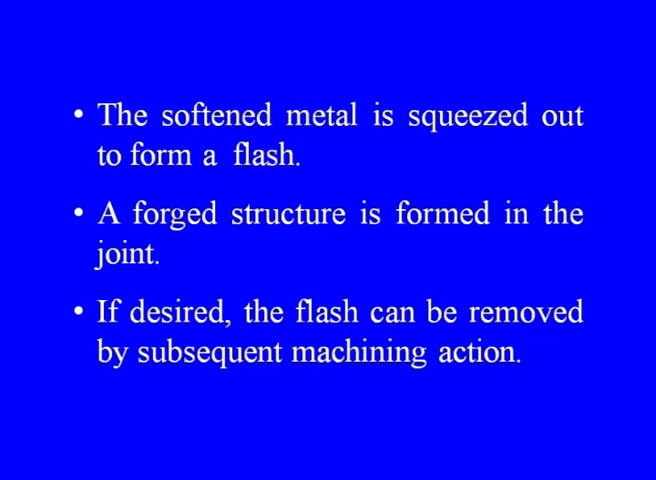 • The softened metal is squeezed out
to form a flash.
• A forged structure is formed in the
joint.
• If desired, the flash can be removed
by subsequent machining action.